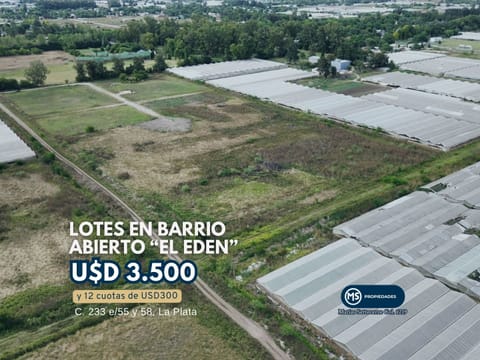 LOTES EN BARRIO
ABIERTO “EL EDEN”
U$D 3.500
y 12 cuotas de USD300
C. 233 e/55 y 58, La Plata
MS PROPIEDADES